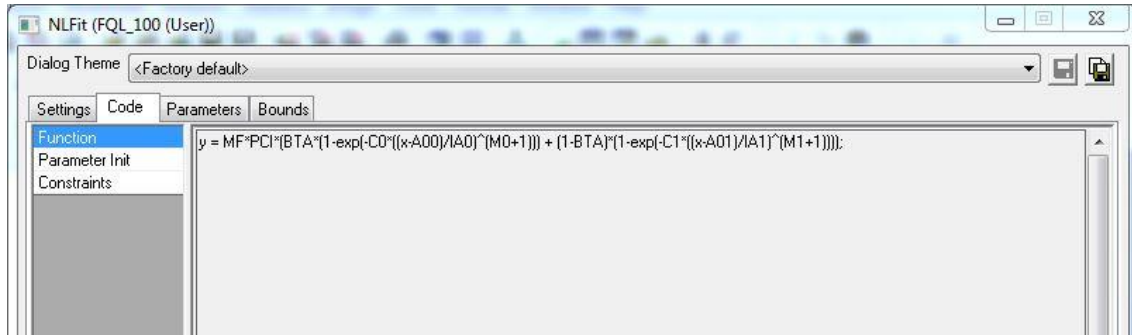 NLFit (FQL_100 (User))
Dialog Theme <Factory default>
Settings Code Parameters Bounds
Function
y = MF*PCI*(BTA*(1-exp(-C0*((x-A00)/IA0)^(M0+1))) + (1-BTA)*(1-exp(-C1*((x-A01)/IA1)^(M1+1))));
Parameter Init
Constraints